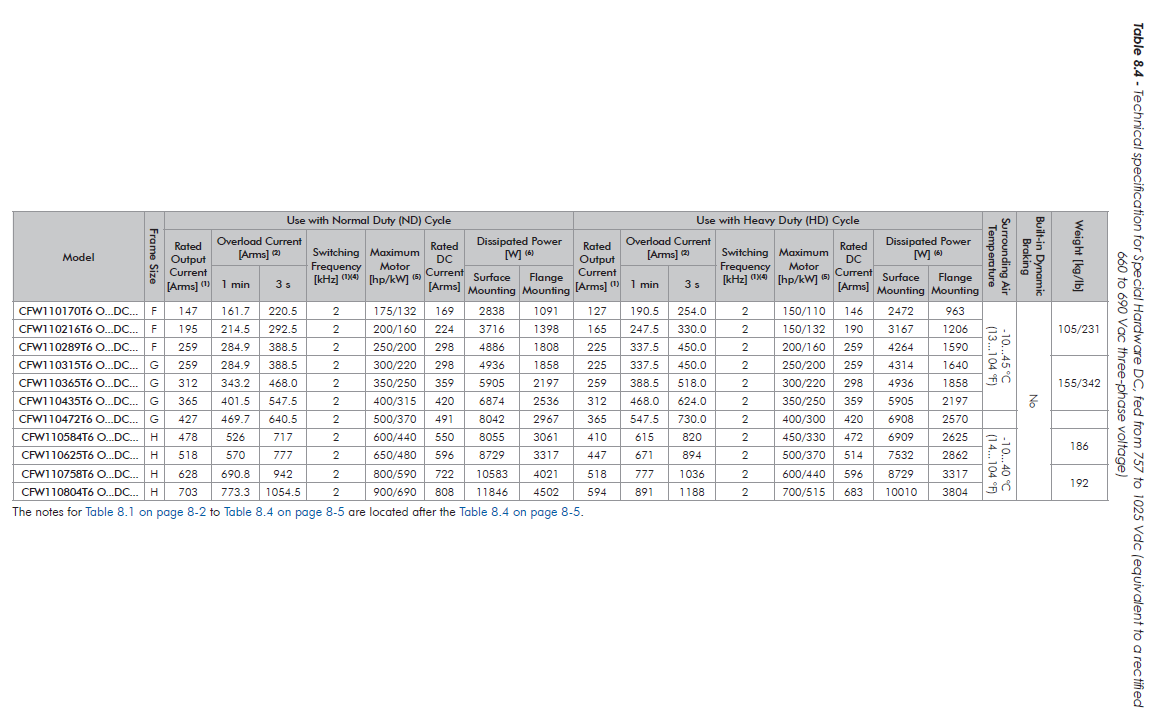 Table 8.4 - Technical specification for Special Hardware DC, fed from 757 to 1025 Vdc (equivalent to a rectified
660 to 690 Vac three-phase voltage)
Model Frame Size Use with Normal Duty (ND) Cycle Use with Heavy Duty (HD) Cycle Surrounding Air Temperature Built-in Dynamic Braking Weight [kg/lb]
Rated Output Current [Arms] (1) Overload Current [Arms] (2) Switching Frequency [kHz] (1)(4) Maximum Motor [hp/kW] (5) Rated DC Current [Arms] Dissipated Power [W] (6) Rated Output Current [Arms] (1) Overload Current [Arms] (2) Switching Frequency [kHz] (1)(4) Maximum Motor [hp/kW] (5) Rated DC Current [Arms] Dissipated Power [W] (6)
1 min 3 s Surface Mounting Flange Mounting 1 min 3 s Surface Mounting Flange Mounting
CFW110170T6 O...DC... F 147 161.7 220.5 2 175/132 169 2838 1091 127 190.5 254.0 2 150/110 146 2472 963 -10...45 °C (13...104 °F) No 105/231
CFW110216T6 O...DC... F 195 214.5 292.5 2 200/160 224 3716 1398 165 247.5 330.0 2 150/132 190 3167 1206
CFW110289T6 O...DC... F 259 284.9 388.5 2 250/200 298 4886 1808 225 337.5 450.0 2 200/160 259 4264 1590
CFW110315T6 O...DC... G 259 284.9 388.5 2 300/220 298 4936 1858 225 337.5 450.0 2 250/200 259 4314 1640 155/342
CFW110365T6 O...DC... G 312 343.2 468.0 2 350/250 359 5905 2197 259 388.5 518.0 2 300/220 298 4936 1858
CFW110435T6 O...DC... G 365 401.5 547.5 2 400/315 420 6874 2536 312 468.0 624.0 2 350/250 359 5905 2197
CFW110472T6 O...DC... G 427 469.7 640.5 2 500/370 491 8042 2967 365 547.5 730.0 2 400/300 420 6908 2570
CFW110584T6 O...DC... H 478 526 717 2 600/440 550 8055 3061 410 615 820 2 450/330 472 6909 2625 -10...40 °C (14...104 °F) 186
CFW110625T6 O...DC... H 518 570 777 2 650/480 596 8729 3317 447 671 894 2 500/370 514 7532 2862
CFW110758T6 O...DC... H 628 690.8 942 2 800/590 722 10583 4021 518 777 1036 2 600/440 596 8729 3317 192
CFW110804T6 O...DC... H 703 773.3 1054.5 2 900/690 808 11846 4502 594 891 1188 2 700/515 683 10010 3804
The notes for Table 8.1 on page 8-2 to Table 8.4 on page 8-5 are located after the Table 8.4 on page 8-5.